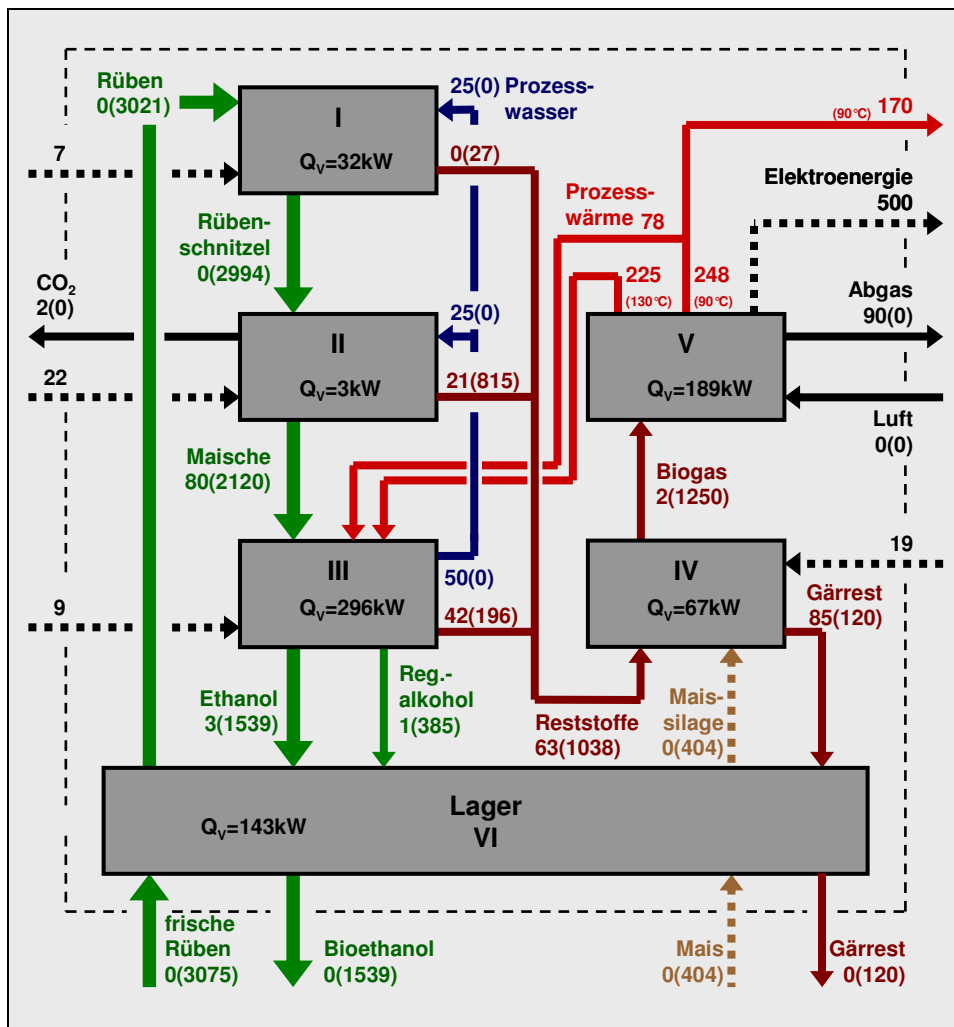 Rüben
0(3021)
I
Q_V=32kW
25(0)
Prozess-
wasser
0(27)
(90°C) 170
7
Elektroenergie
500
Rüben-
schnitzel
0(2994)
Prozess-
wärme 78
225
(130°C)
248
(90°C)
CO₂
2(0)
II
Q_V=3kW
25(0)
21(815)
V
Q_V=189kW
Abgas
90(0)
Luft
0(0)
22
Maische
80(2120)
Biogas
2(1250)
III
Q_V=296kW
50(0)
42(196)
IV
Q_V=67kW
19
Gärrest
85(120)
9
Ethanol
3(1539)
Reg.-
alkohol
1(385)
Reststoffe
63(1038)
Mais-
silage
0(404)
Lager
VI
Q_V=143kW
frische
Rüben
0(3075)
Bioethanol
0(1539)
Mais
0(404)
Gärrest
0(120)